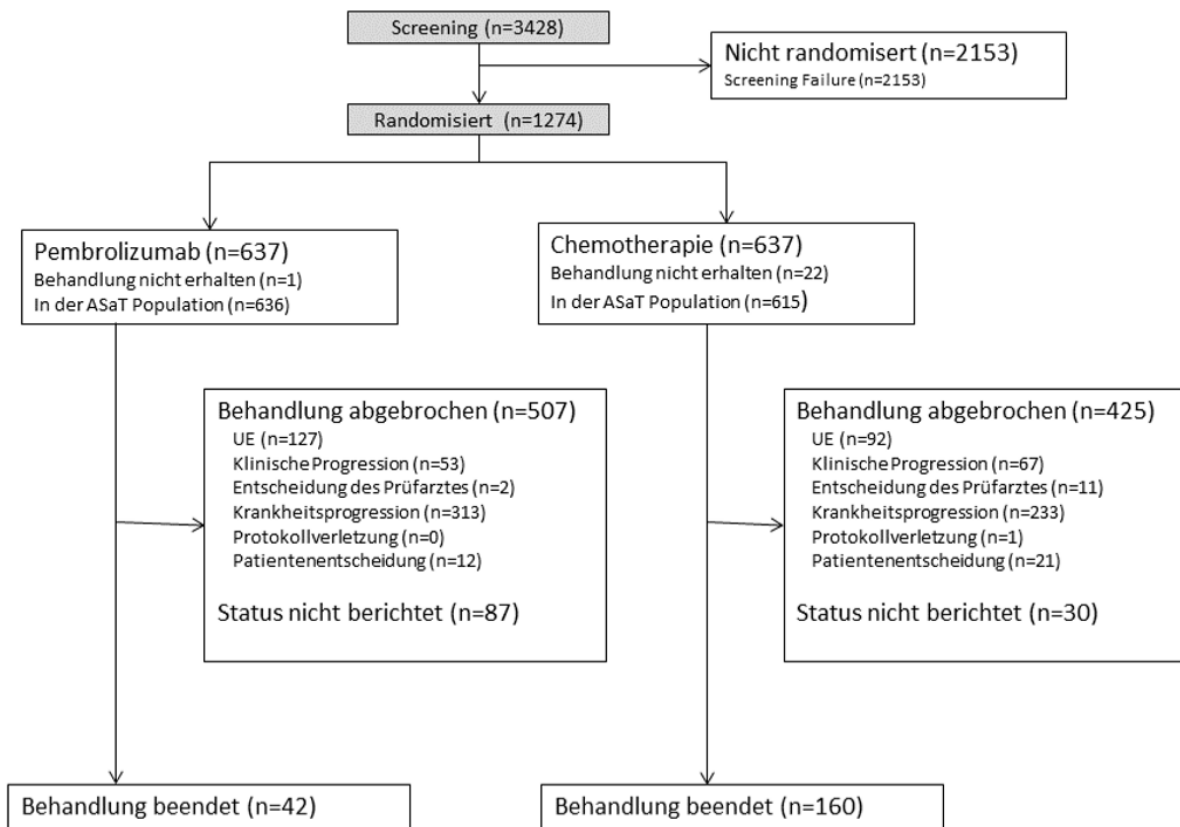 Screening (n=3428)
Nicht randomisert (n=2153)
Screening Failure (n=2153)
Randomisiert (n=1274)
Pembrolizumab (n=637)
Behandlung nicht erhalten (n=1)
In der ASaT Population (n=636)
Chemotherapie (n=637)
Behandlung nicht erhalten (n=22)
In der ASaT Population (n=615)
Behandlung abgebrochen (n=507)
UE (n=127)
Klinische Progression (n=53)
Entscheidung des Prüfarztes (n=2)
Krankheitsprogression (n=313)
Protokollverletzung (n=0)
Patientenentscheidung (n=12)
Status nicht berichtet (n=87)
Behandlung abgebrochen (n=425)
UE (n=92)
Klinische Progression (n=67)
Entscheidung des Prüfarztes (n=11)
Krankheitsprogression (n=233)
Protokollverletzung (n=1)
Patientenentscheidung (n=21)
Status nicht berichtet (n=30)
Behandlung beendet (n=42)
Behandlung beendet (n=160)